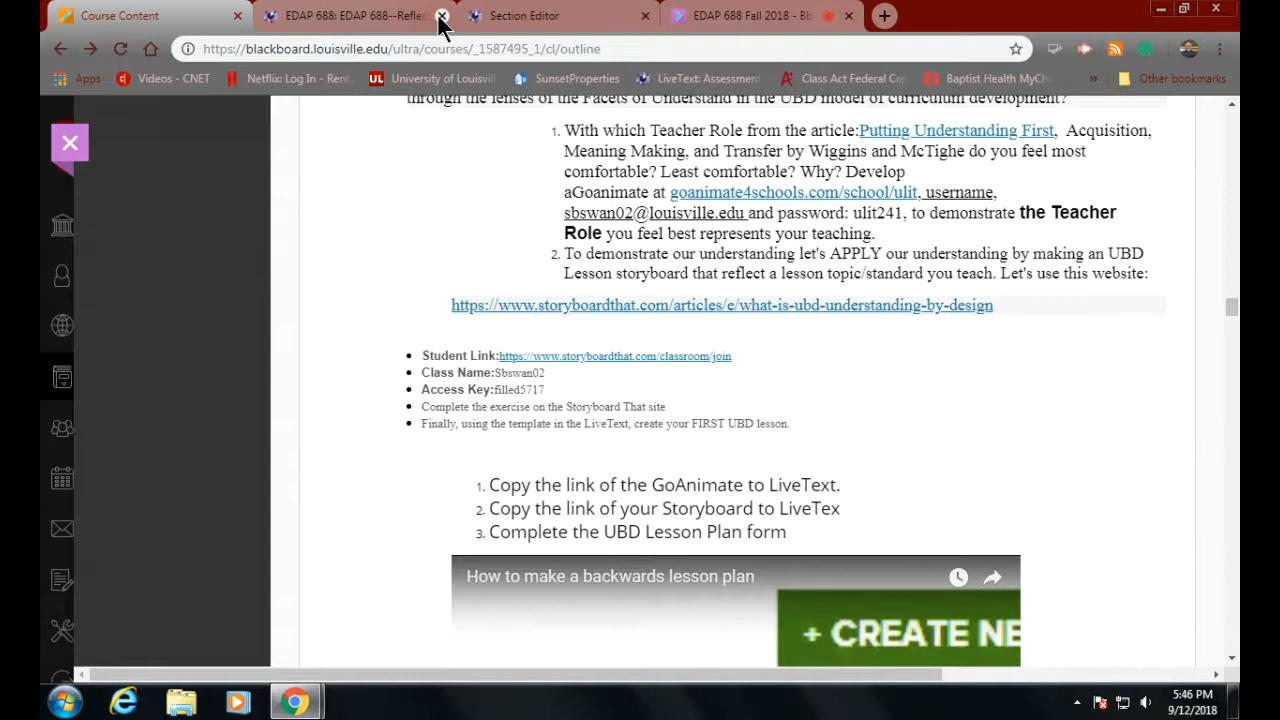 Course Content
EDAP 688: EDAP 688--Reflec
Section Editor
EDAP 688 Fall 2018 - Bb
https://blackboard.louisville.edu/ultra/courses/_1587495_1/cl/outline
Apps
Videos - CNET
Netflix: Log In - Rent
UL University of Louisvil
SunsetProperties
LiveText: Assessment
Class Act Federal Cre
Baptist Health MyCh
»
Other bookmarks
through the lenses of the Facets of Understand in the UBD model of curriculum development?
1. With which Teacher Role from the article:Putting Understanding First, Acquisition,
Meaning Making, and Transfer by Wiggins and McTighe do you feel most
comfortable? Least comfortable? Why? Develop
aGoanimate at goanimate4schools.com/school/ulit, username,
sbswan02@louisville.edu and password: ulit241, to demonstrate the Teacher
Role you feel best represents your teaching.
2. To demonstrate our understanding let's APPLY our understanding by making an UBD
Lesson storyboard that reflect a lesson topic/standard you teach. Let's use this website:
https://www.storyboardthat.com/articles/e/what-is-ubd-understanding-by-design
• Student Link:https://www.storyboardthat.com/classroom/join
• Class Name:Sbswan02
• Access Key:filled5717
• Complete the exercise on the Storyboard That site
• Finally, using the template in the LiveText, create your FIRST UBD lesson.
1. Copy the link of the GoAnimate to LiveText.
2. Copy the link of your Storyboard to LiveTex
3. Complete the UBD Lesson Plan form
How to make a backwards lesson plan
+ CREATE NE
5:46 PM
9/12/2018